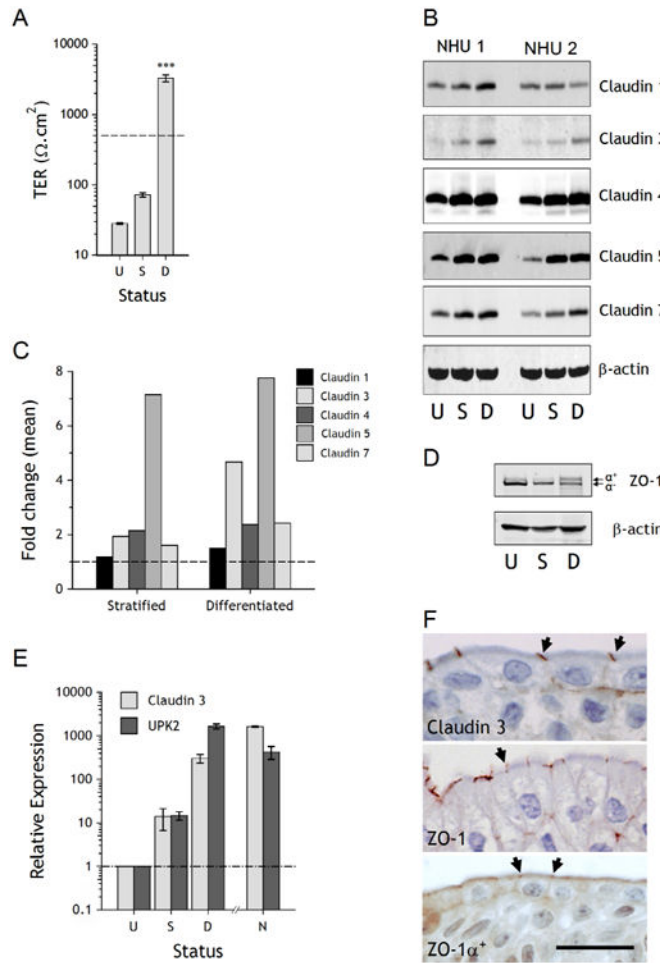 A
TER (Ω.cm²)
10000
1000
100
10
***
U S D
Status
B
NHU 1 NHU 2
Claudin
Claudin
Claudin 4
Claudin
Claudin 7
β-actin
U S D U S D
C
Fold change (mean)
8
6
4
2
0
Claudin 1
Claudin 3
Claudin 4
Claudin 5
Claudin 7
Stratified Differentiated
D
α⁺
α⁻
ZO-1
β-actin
U S D
E
Relative Expression
10000
1000
100
10
1
0.1
Claudin 3
UPK2
U S D N
Status
F
Claudin 3
ZO-1
ZO-1α⁺